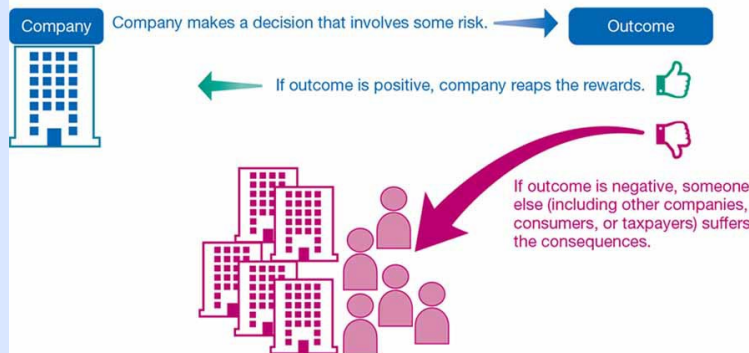 Company
Company makes a decision that involves some risk.
Outcome
If outcome is positive, company reaps the rewards.
If outcome is negative, someone
else (including other companies,
consumers, or taxpayers) suffers
the consequences.